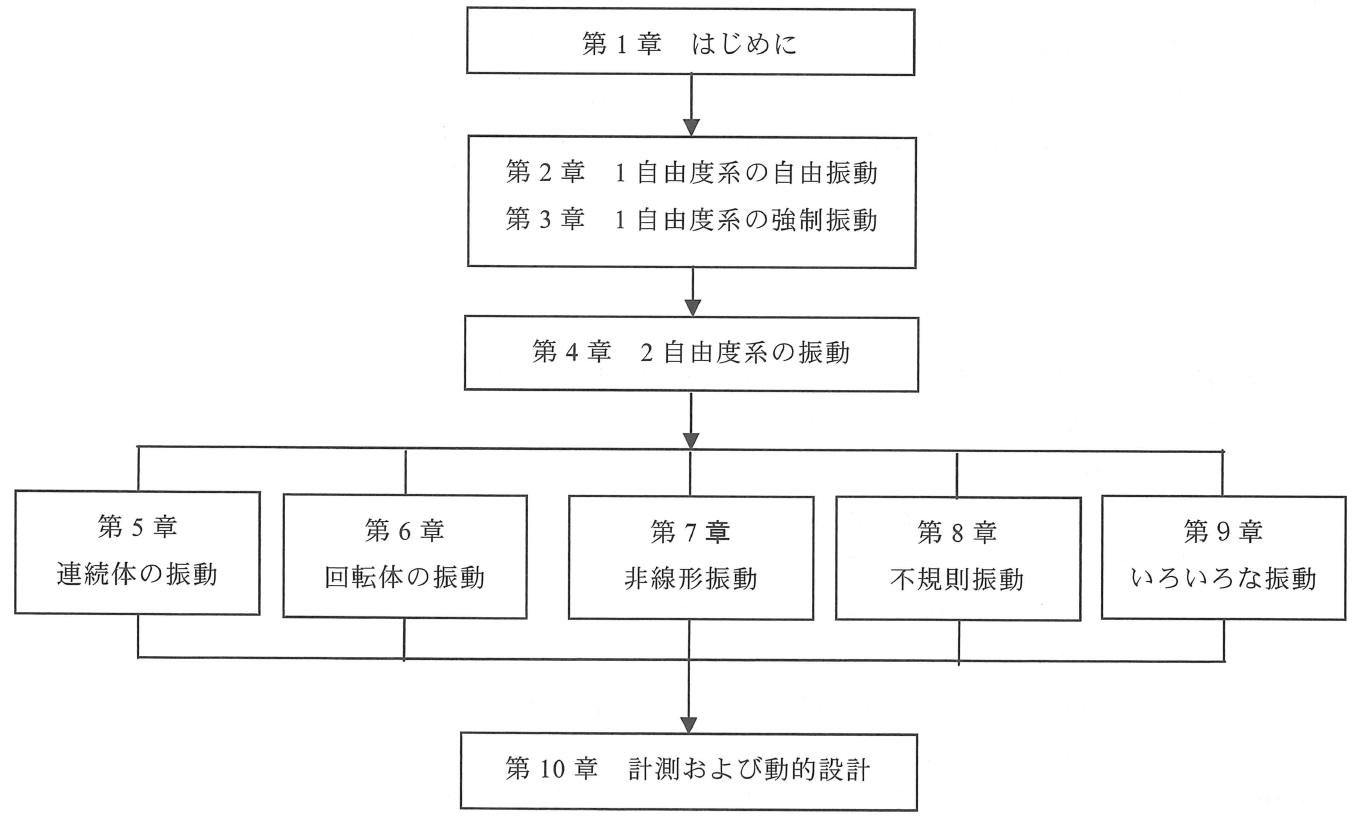 第1章　はじめに
第2章　1自由度系の自由振動
第3章　1自由度系の強制振動
第4章　2自由度系の振動
第5章
連続体の振動
第6章
回転体の振動
第7章
非線形振動
第8章
不規則振動
第9章
いろいろな振動
第10章　計測および動的設計